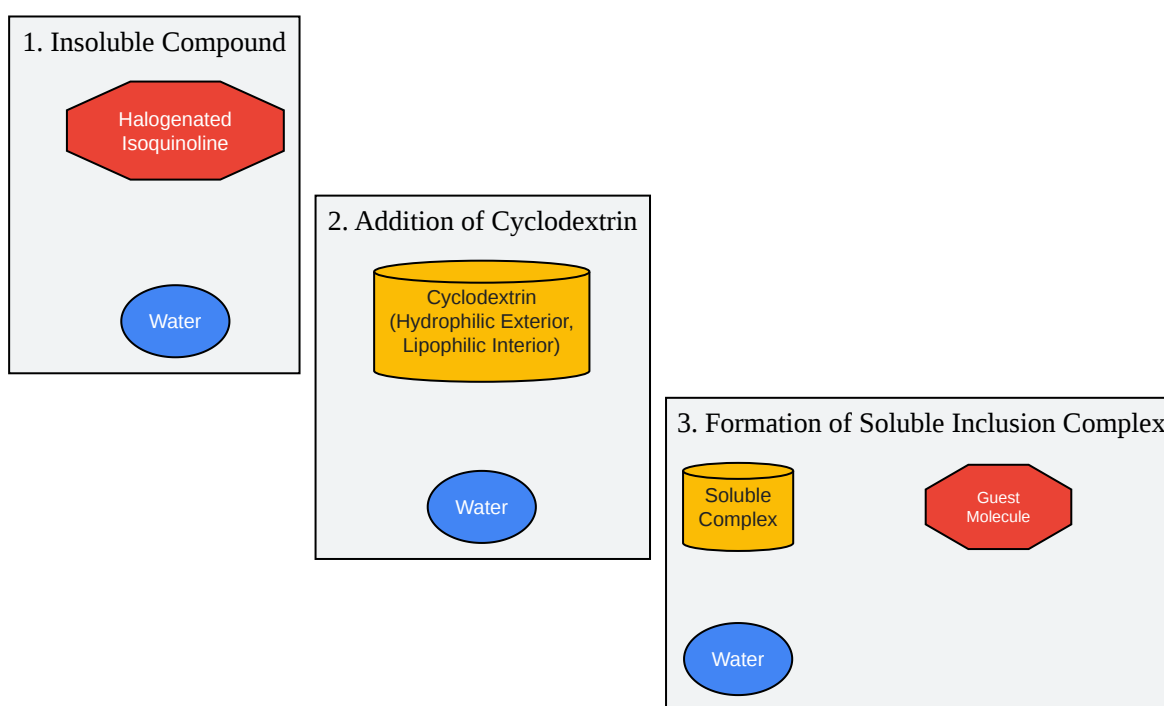 1. Insoluble Compound
Halogenated
Isoquinoline
Water
2. Addition of Cyclodextrin
Cyclodextrin
(Hydrophilic Exterior,
Lipophilic Interior)
Water
3. Formation of Soluble Inclusion Complex
Soluble
Complex
Guest
Molecule
Water